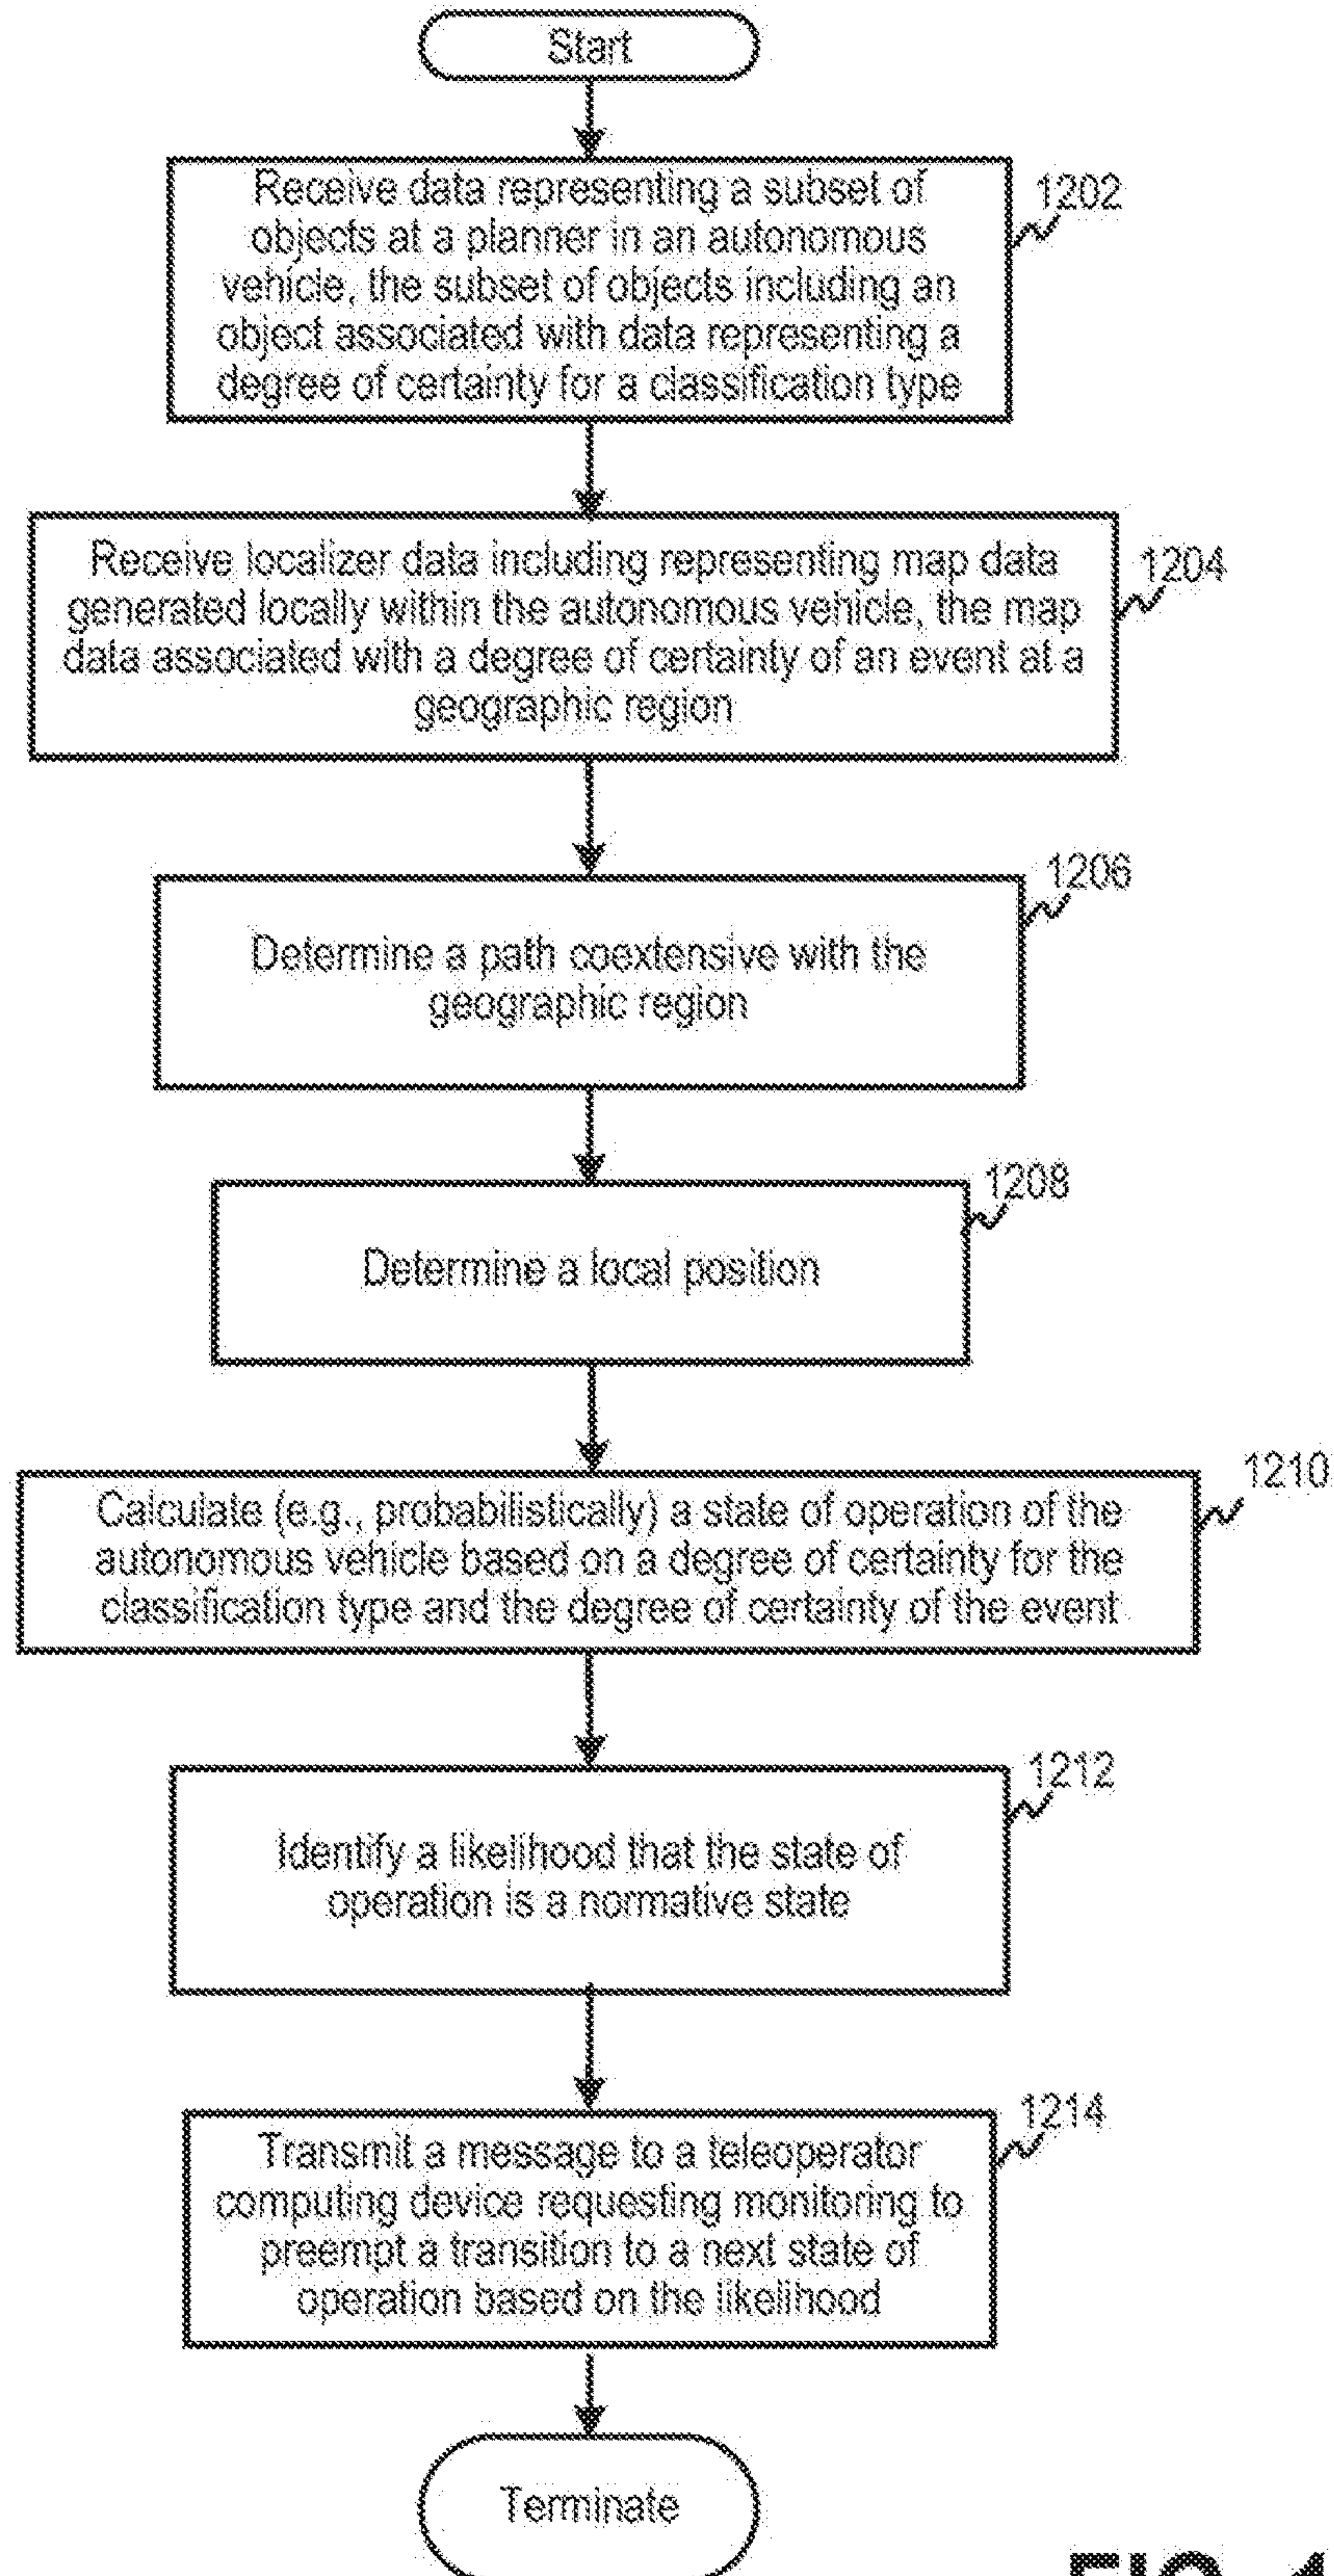 Start
Receive data representing a subset of
objects at a planner in an autonomous
vehicle, the subset of objects including an
object associated with data representing a
degree of certainty for a classification type
1202
Receive localizer data including representing map data
generated locally within the autonomous vehicle, the map
data associated with a degree of certainty of an event at a
geographic region
1204
Determine a path coextensive with the
geographic region
1206
Determine a local position
1208
Calculate (e.g., probabilistically) a state of operation of the
autonomous vehicle based on a degree of certainty for the
classification type and the degree of certainty of the event
1210
Identify a likelihood that the state of
operation is a normative state
1212
Transmit a message to a teleoperator
computing device requesting monitoring to
preempt a transition to a next state of
operation based on the likelihood
1214
Terminate